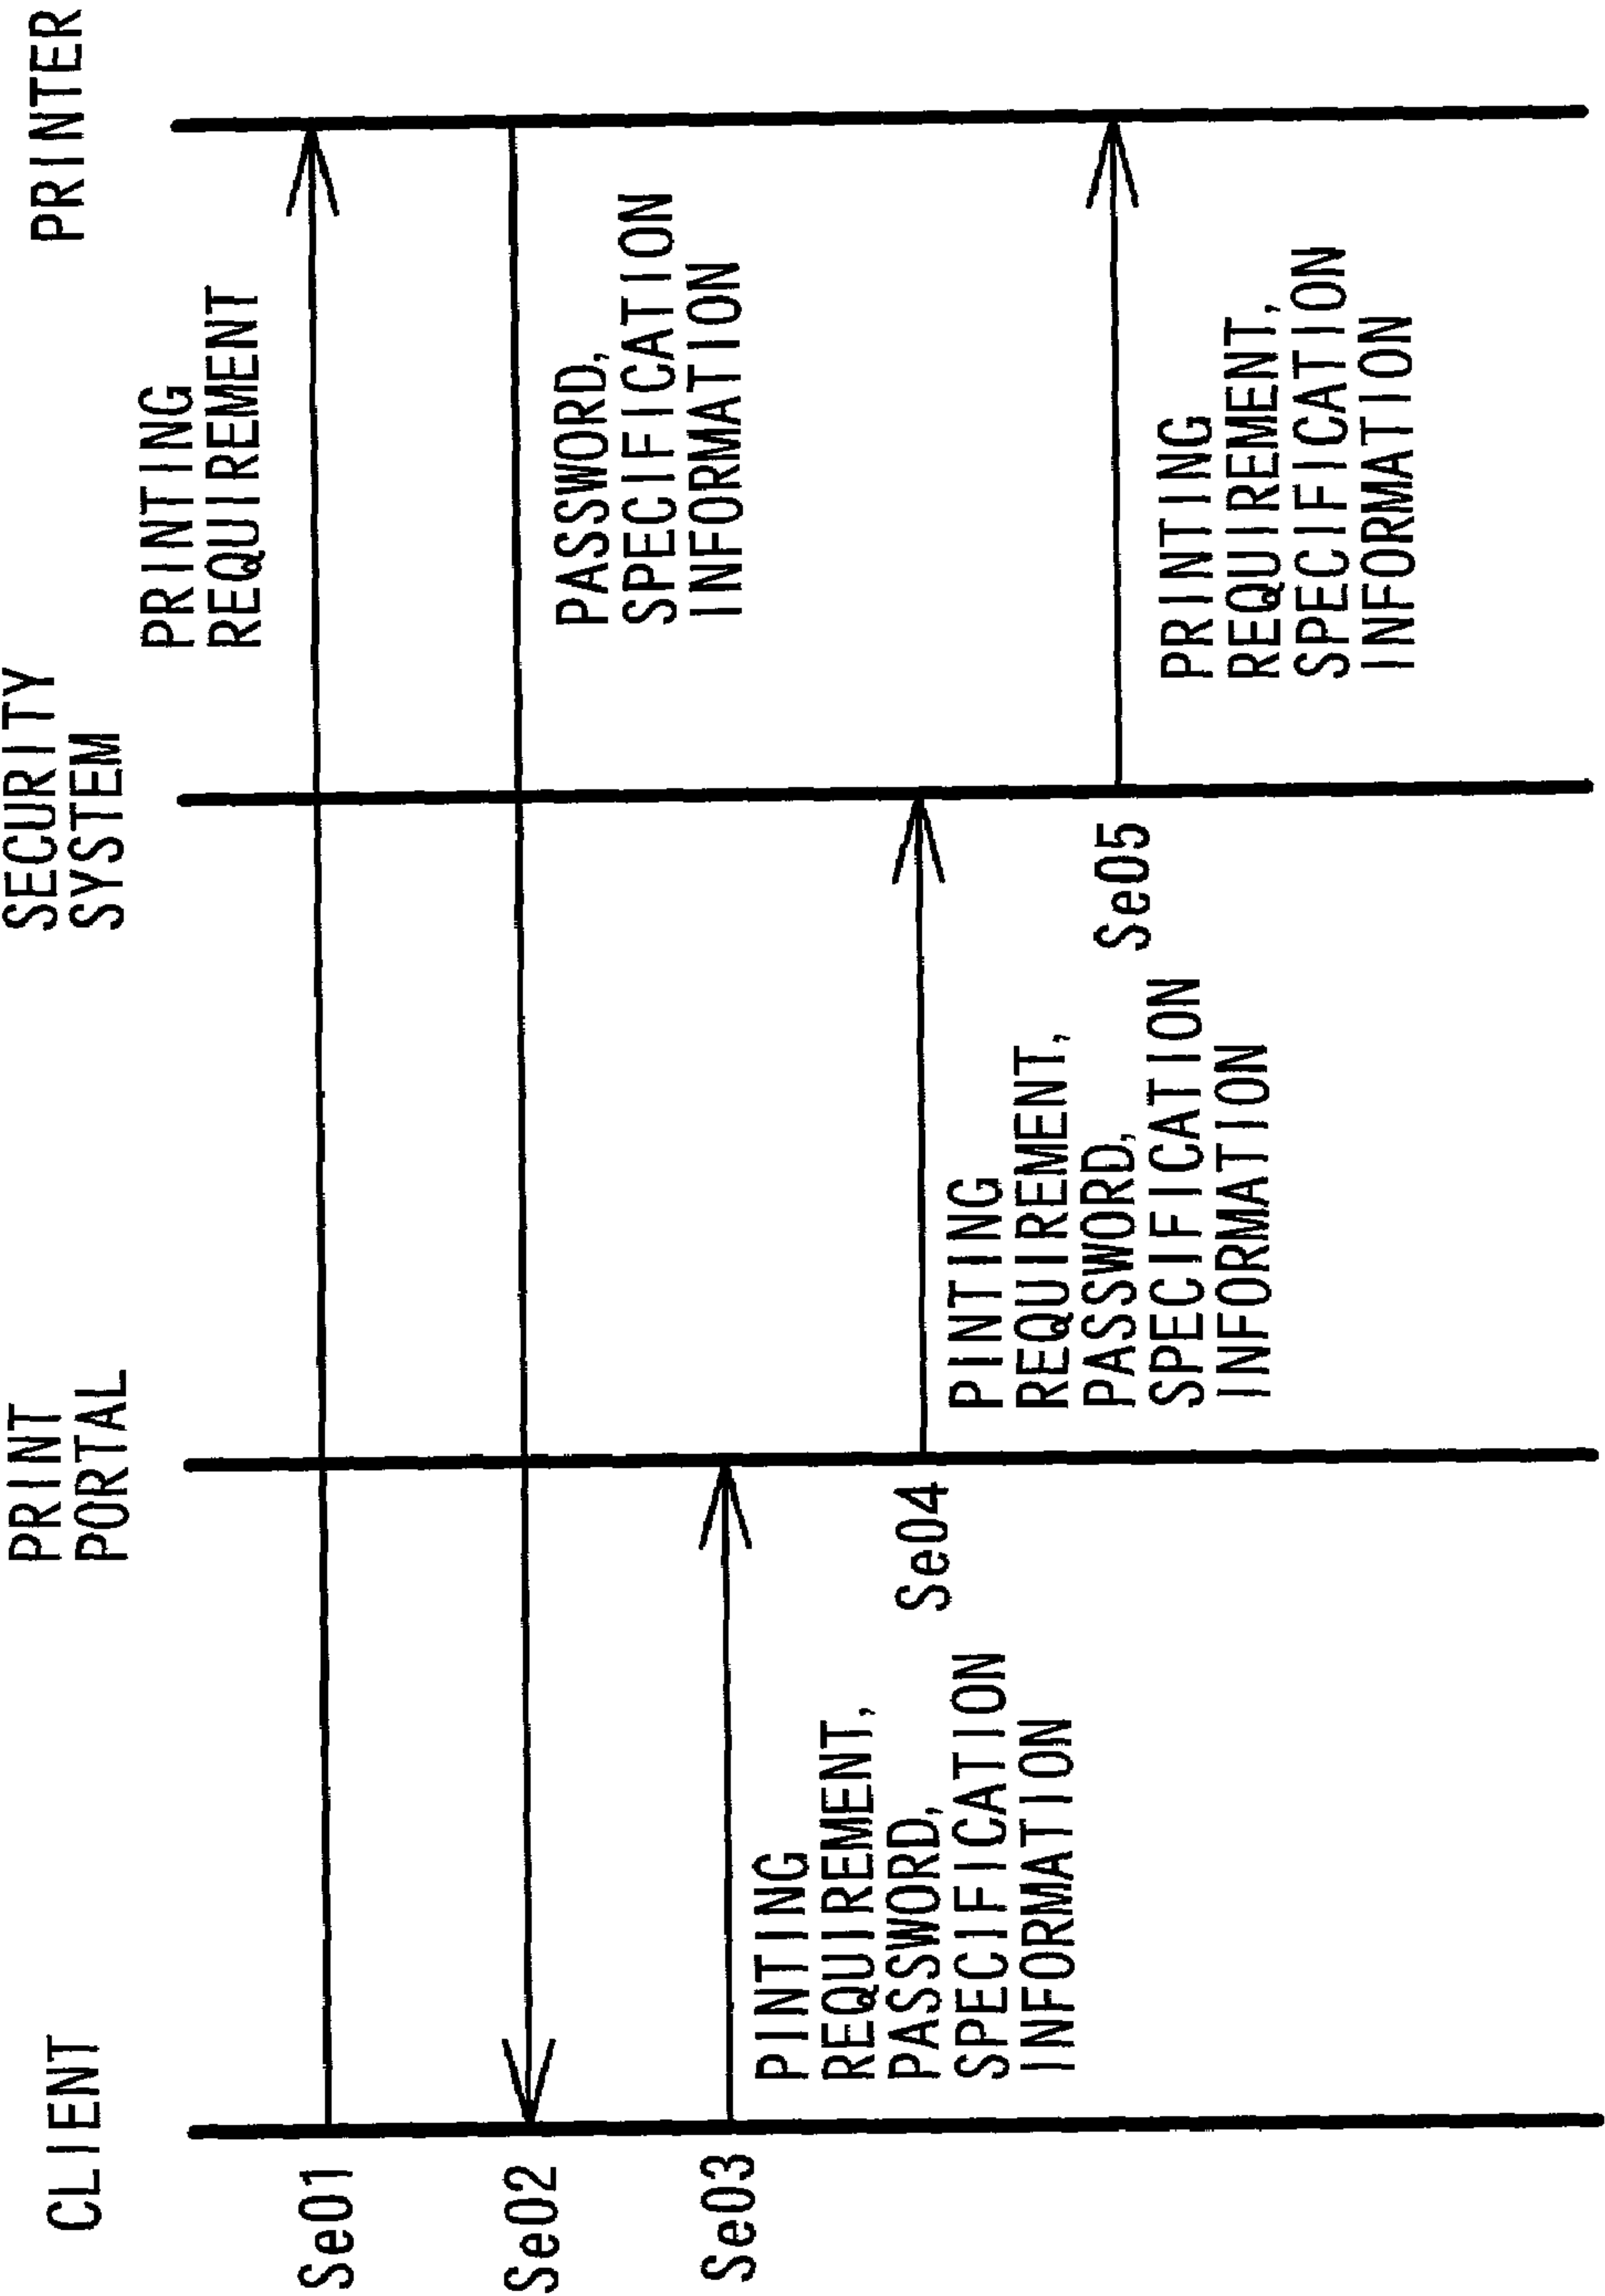 CLIENT
PRINT
PORTAL
SECURITY
SYSTEM
PRINTER
Se01
PRINTING
REQUIREMENT
Se02
PASSWORD,
SPECIFICATION
INFORMATION
Se03
PINTING
REQUIREMENT,
PASSWORD,
SPECIFICATION
INFORMATION
Se04
PINTING
REQUIREMENT,
PASSWORD,
SPECIFICATION
INFORMATION
Se05
PRINTING
REQUIREMENT,
SPECIFICATION
INFORMATION